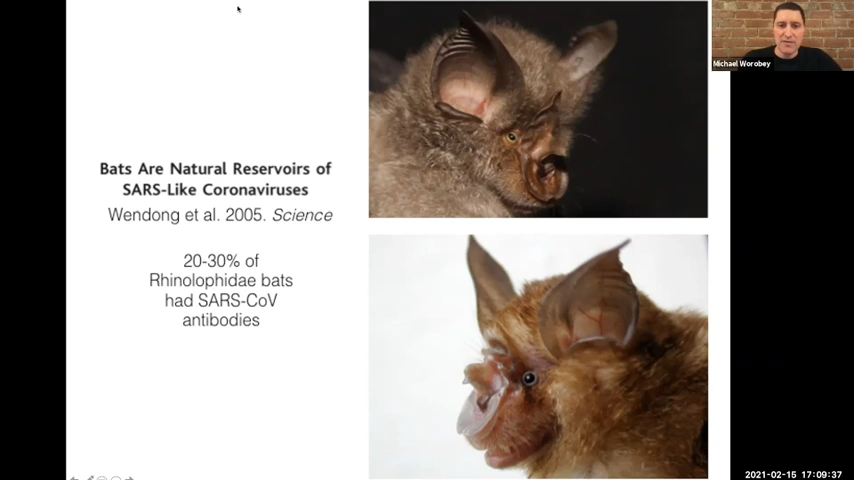 Michael Worobey
Bats Are Natural Reservoirs of
SARS-Like Coronaviruses
Wendong et al. 2005. Science
20-30% of
Rhinolophidae bats
had SARS-CoV
antibodies
2021-02-15 17:09:37